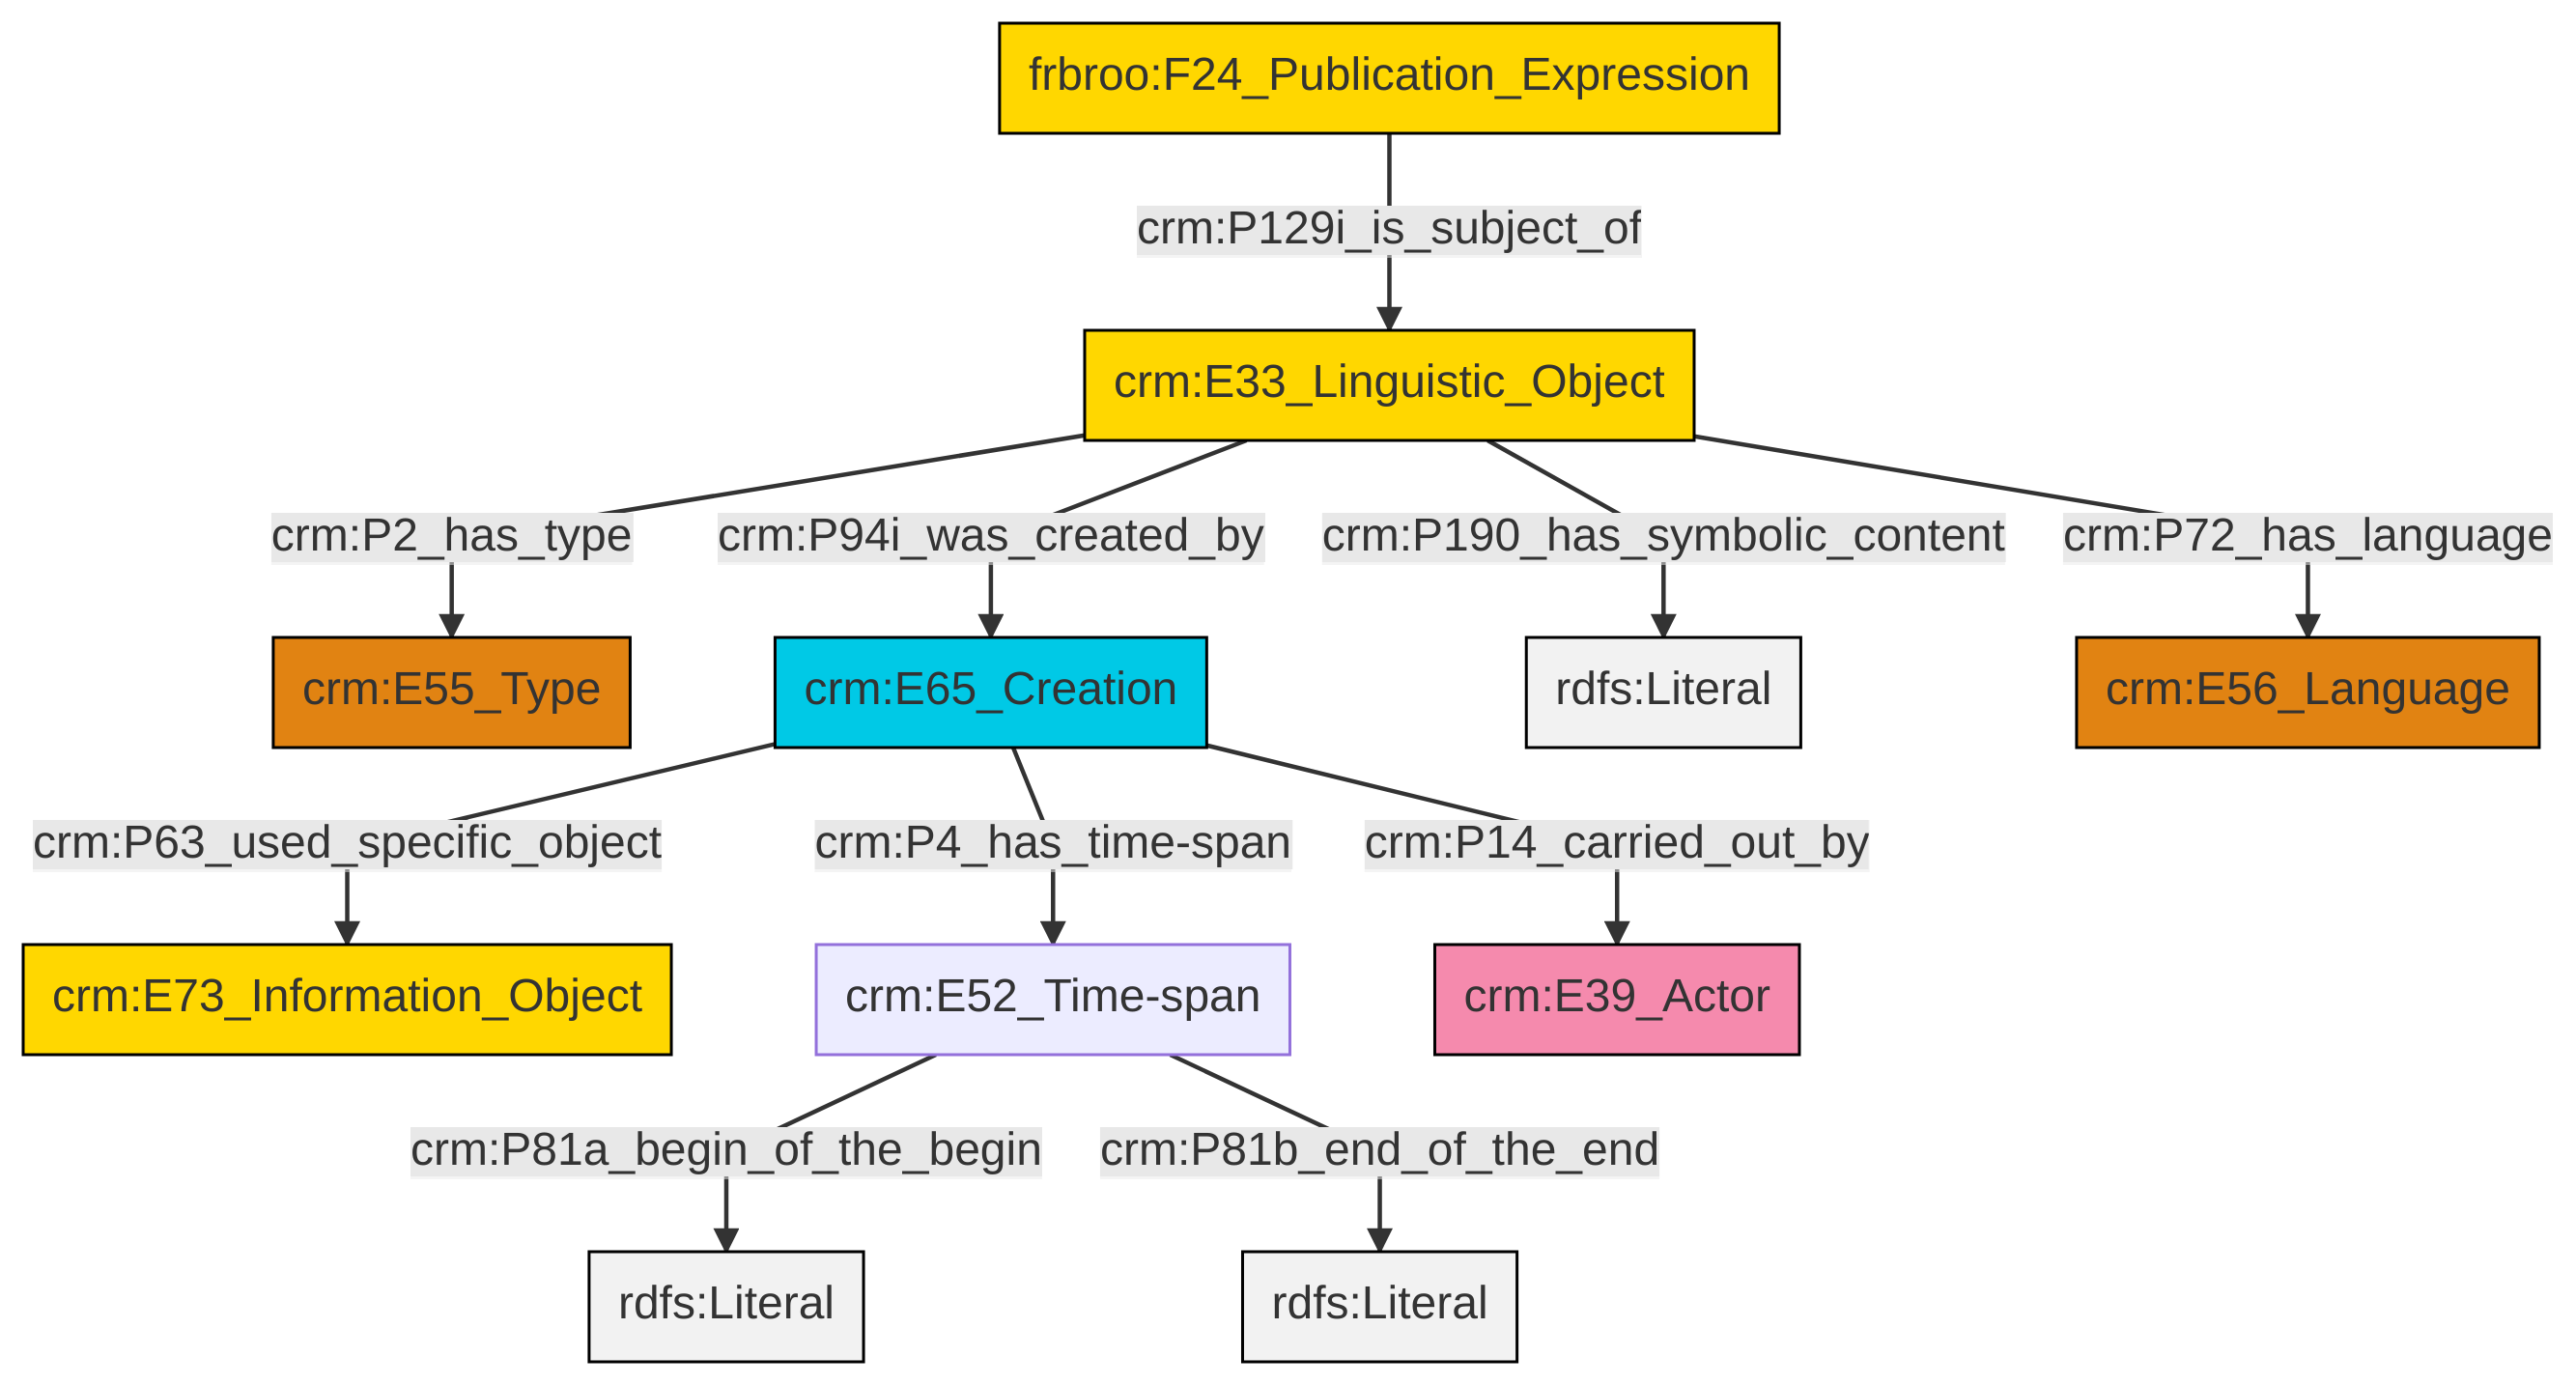 frbroo:F24_Publication_Expression
crm:P129i_is_subject_of
crm:E33_Linguistic_Object
crm:P2_has_type
crm:P94i_was_created_by
crm:P190_has_symbolic_content
crm:P72_has_language
crm:E55_Type
crm:E65_Creation
rdfs:Literal
crm:E56_Language
crm:P63_used_specific_object
crm:P4_has_time-span
crm:P14_carried_out_by
crm:E73_Information_Object
crm:E52_Time-span
crm:E39_Actor
crm:P81a_begin_of_the_begin
crm:P81b_end_of_the_end
rdfs:Literal
rdfs:Literal